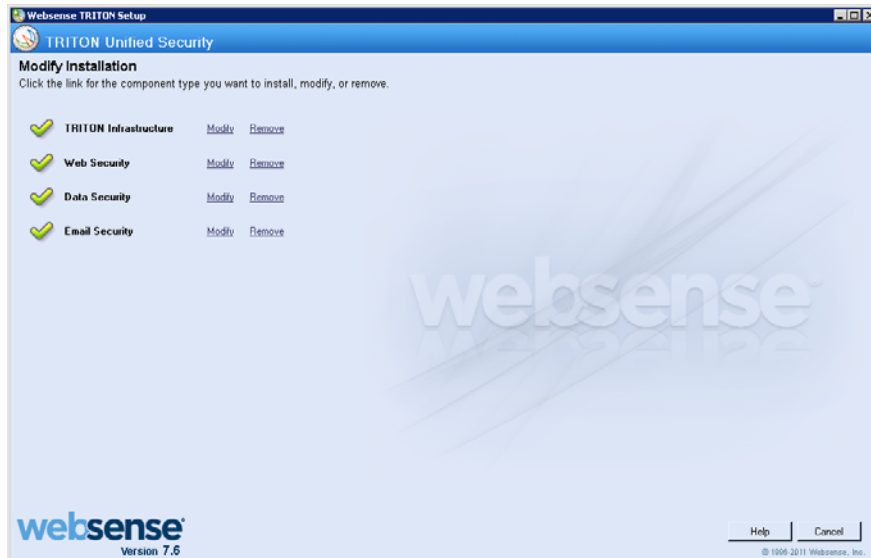 Websense TRITON Setup
TRITON Unified Security
Modify Installation
Click the link for the component type you want to install, modify, or remove.
TRITON Infrastructure Modify Remove
Web Security Modify Remove
Data Security Modify Remove
Email Security Modify Remove
websense
websense
Version 7.6
Help Cancel
© 1996-2011 Websense, Inc.